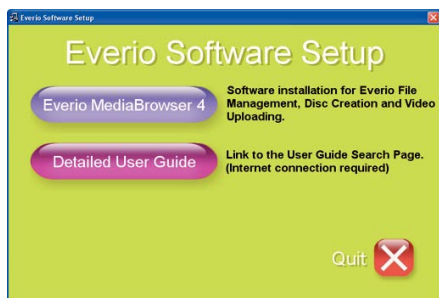 Everio Software Setup
Everio Software Setup
Everio MediaBrowser 4
Software installation for Everio File
Management, Disc Creation and Video
Uploading.
Detailed User Guide
Link to the User Guide Search Page.
(Internet connection required)
Quit